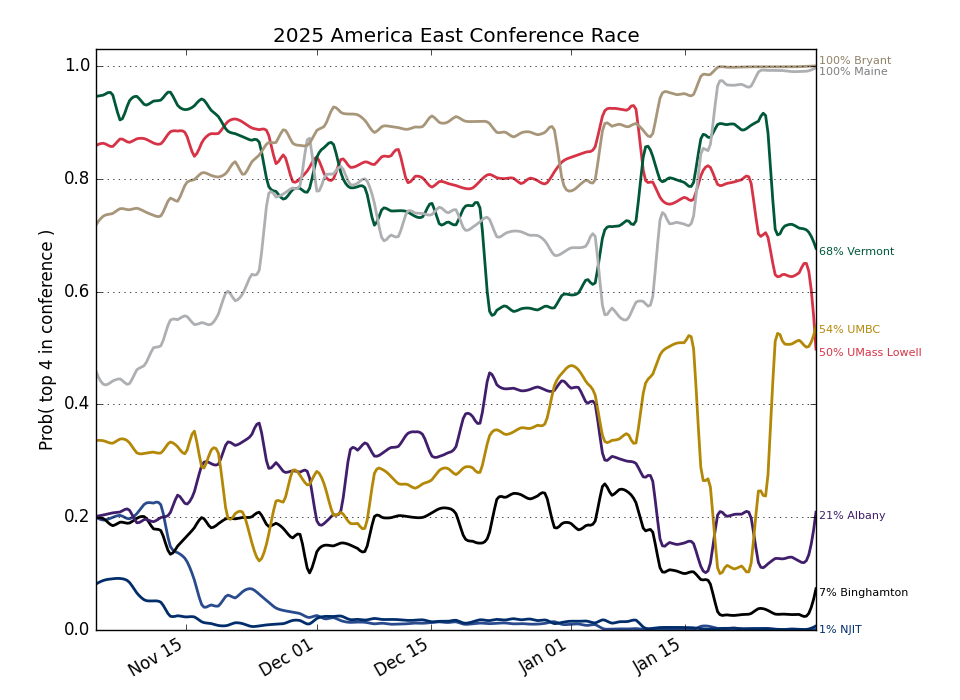 2025 America East Conference Race
Prob( top 4 in conference )
1.0
0.8
0.6
0.4
0.2
0.0
Nov 15
Dec 01
Dec 15
Jan 01
Jan 15
100% Bryant
100% Maine
68% Vermont
54% UMBC
50% UMass Lowell
21% Albany
7% Binghamton
1% NJIT